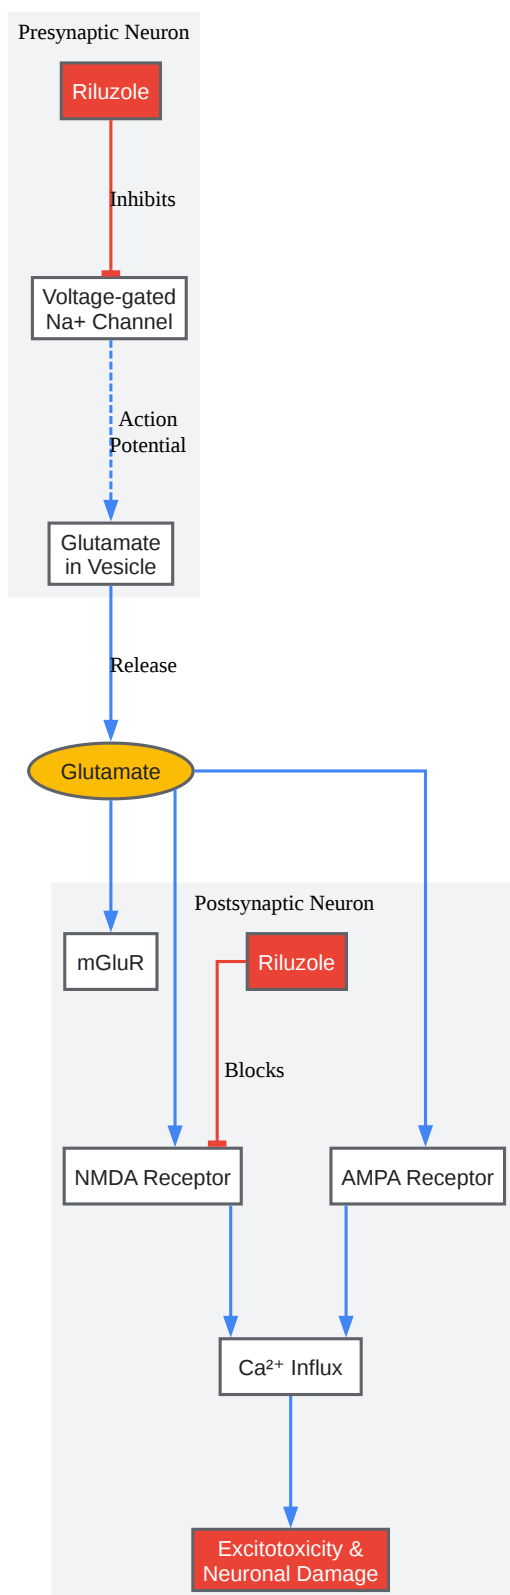 Presynaptic Neuron
Riluzole
Inhibits
Voltage-gated
Na+ Channel
Action
Potential
Glutamate
in Vesicle
Release
Glutamate
Postsynaptic Neuron
mGluR
Riluzole
Blocks
NMDA Receptor
AMPA Receptor
Ca²⁺ Influx
Excitotoxicity &
Neuronal Damage